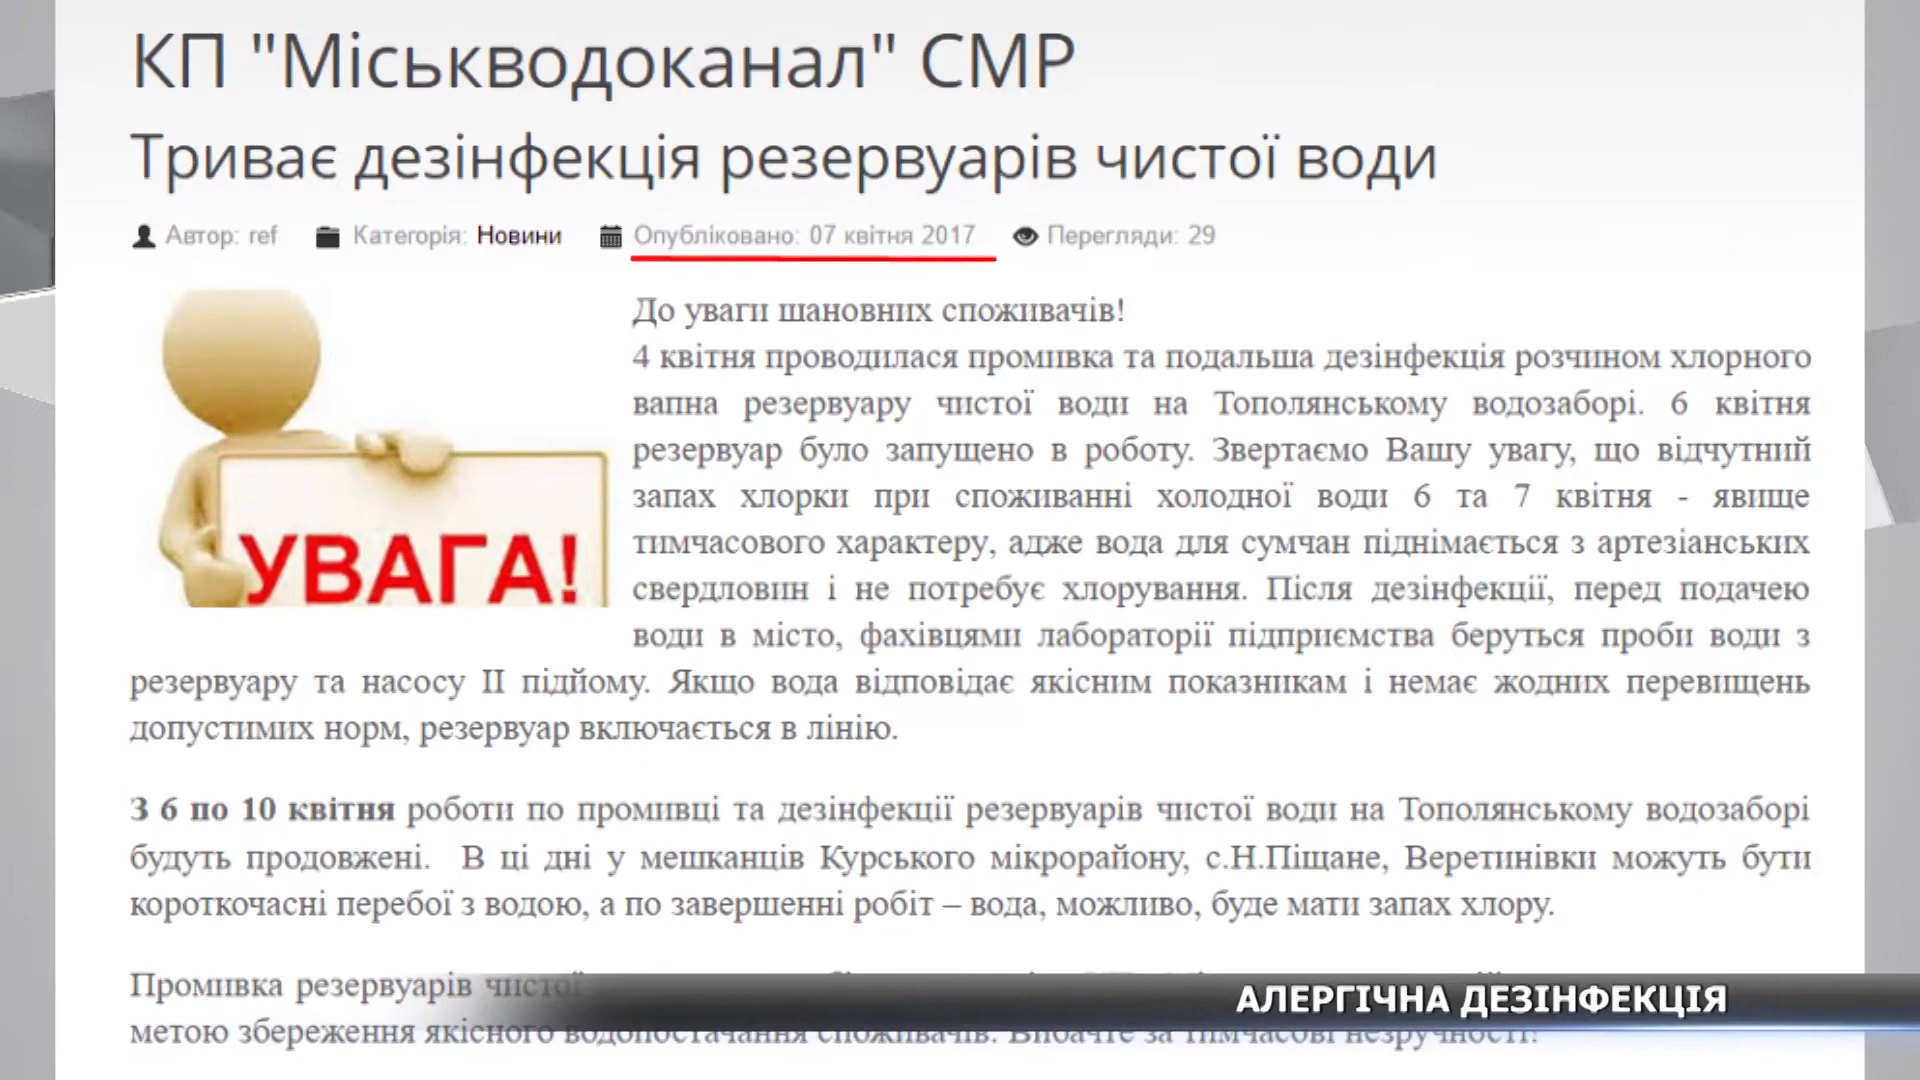 КП "Міськводоканал" СМР
Триває дезінфекція резервуарів чистої води
Автор: ref Категорія: Новини Опубліковано: 07 квітня 2017 Перегляди: 29
До уваги шановних споживачів!
4 квітня проводилася промивка та подальша дезінфекція розчином хлорного
вапна резервуару чистої води на Тополянському водозаборі. 6 квітня
резервуар було запущено в роботу. Звертаємо Вашу увагу, що відчутний
запах хлорки при споживанні холодної води 6 та 7 квітня - явище
тимчасового характеру, адже вода для сумчан піднімається з артезіанських
свердловин і не потребує хлорування. Після дезінфекції, перед подачею
води в місто, фахівцями лабораторії підприємства беруться проби води з
резервуару та насосу ІІ підйому. Якщо вода відповідає якісним показникам і немає жодних перевищень
допустимих норм, резервуар включається в лінію.
УВАГА!
З 6 по 10 квітня роботи по промивці та дезінфекції резервуарів чистої води на Тополянському водозаборі
будуть продовжені. В ці дні у мешканців Курського мікрорайону, с.Н.Піщане, Веретинівки можуть бути
короткочасні перебої з водою, а по завершенні робіт – вода, можливо, буде мати запах хлору.
Промивка резервуарів чистої
метою збереження якісного водопостачання споживачів. Вибачте за тимчасові незручності!
АЛЕРГІЧНА ДЕЗІНФЕКЦІЯ